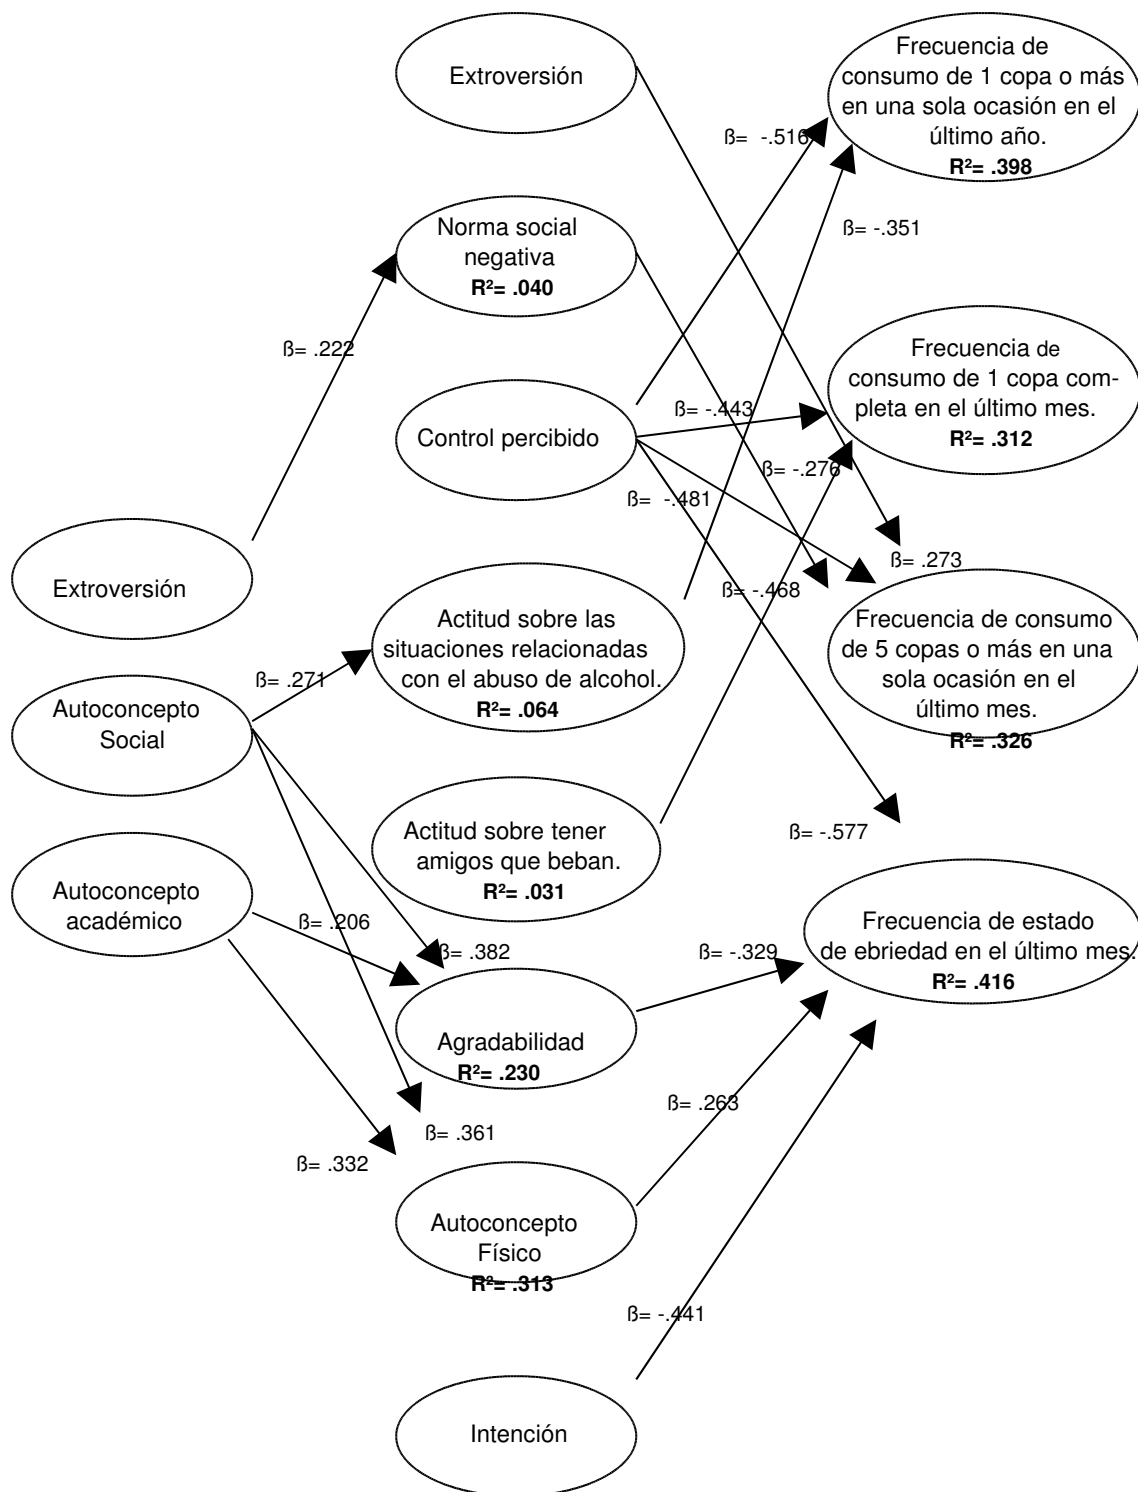 Extroversión
Frecuencia de
consumo de 1 copa o más
en una sola ocasión en el
último año.
R²= .398
ß= -.516
ß= -.351
Norma social
negativa
R²= .040
ß= .222
Frecuencia de
consumo de 1 copa com-
pleta en el último mes.
R²= .312
ß= -.443
Control percibido
ß= -.276
ß= -.481
Extroversión
ß= .273
ß= -.468
Actitud sobre las
situaciones relacionadas
con el abuso de alcohol.
R²= .064
Frecuencia de consumo
de 5 copas o más en una
sola ocasión en el
último mes.
R²= .326
ß= .271
Autoconcepto
Social
Actitud sobre tener
amigos que beban.
R²= .031
ß= -.577
Autoconcepto
académico
ß= .206
ß= .382
ß= -.329
Frecuencia de estado
de ebriedad en el último mes.
R²= .416
Agradabilidad
R²= .230
ß= .263
ß= .361
ß= .332
Autoconcepto
Físico
R²= .313
ß= -.441
Intención